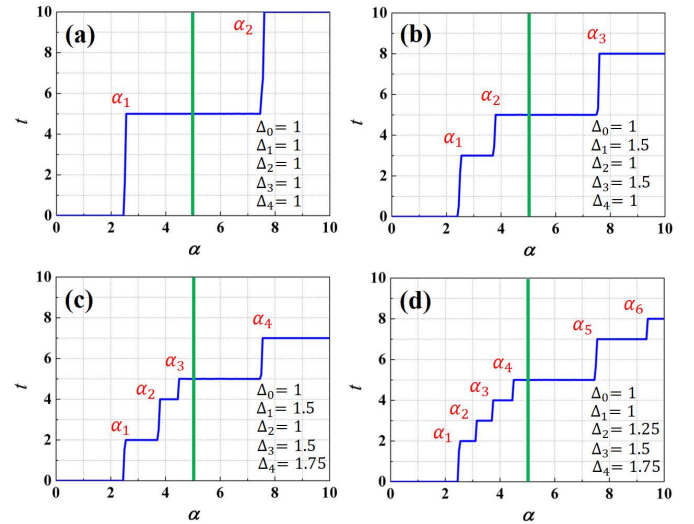 (a)
10
8
6
4
2
0
t
α₁
α₂
Δ₀= 1
Δ₁= 1
Δ₂= 1
Δ₃= 1
Δ₄= 1
0 2 4 6 8 10
α
(b)
10
8
6
4
2
0
t
α₁
α₂
α₃
Δ₀= 1
Δ₁= 1.5
Δ₂= 1
Δ₃= 1.5
Δ₄= 1
0 2 4 6 8 10
α
(c)
10
8
6
4
2
0
t
α₁
α₂
α₃
α₄
Δ₀= 1
Δ₁= 1.5
Δ₂= 1
Δ₃= 1.5
Δ₄= 1.75
0 2 4 6 8 10
α
(d)
10
8
6
4
2
0
t
α₁
α₂
α₃
α₄
α₅
α₆
Δ₀= 1
Δ₁= 1
Δ₂= 1.25
Δ₃= 1.5
Δ₄= 1.75
0 2 4 6 8 10
α